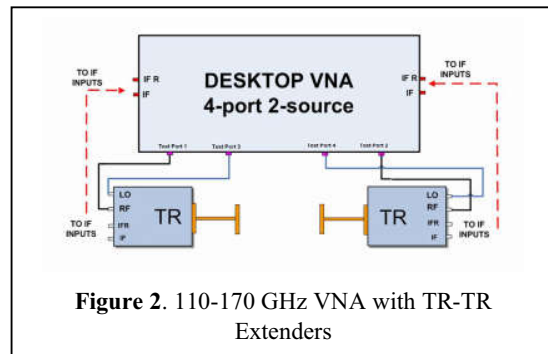 DESKTOP VNA
4-port 2-source
TO IF
INPUTS
IF R
IF
IF R
IF
TO IF
INPUTS
Test Port 1
Test Port 3
Test Port 4
Test Port 2
LO
RF
IFR
IF
TR
TO IF
INPUTS
TR
LO
RF
IFR
IF
TO IF
INPUTS
Figure 2. 110-170 GHz VNA with TR-TR
Extenders